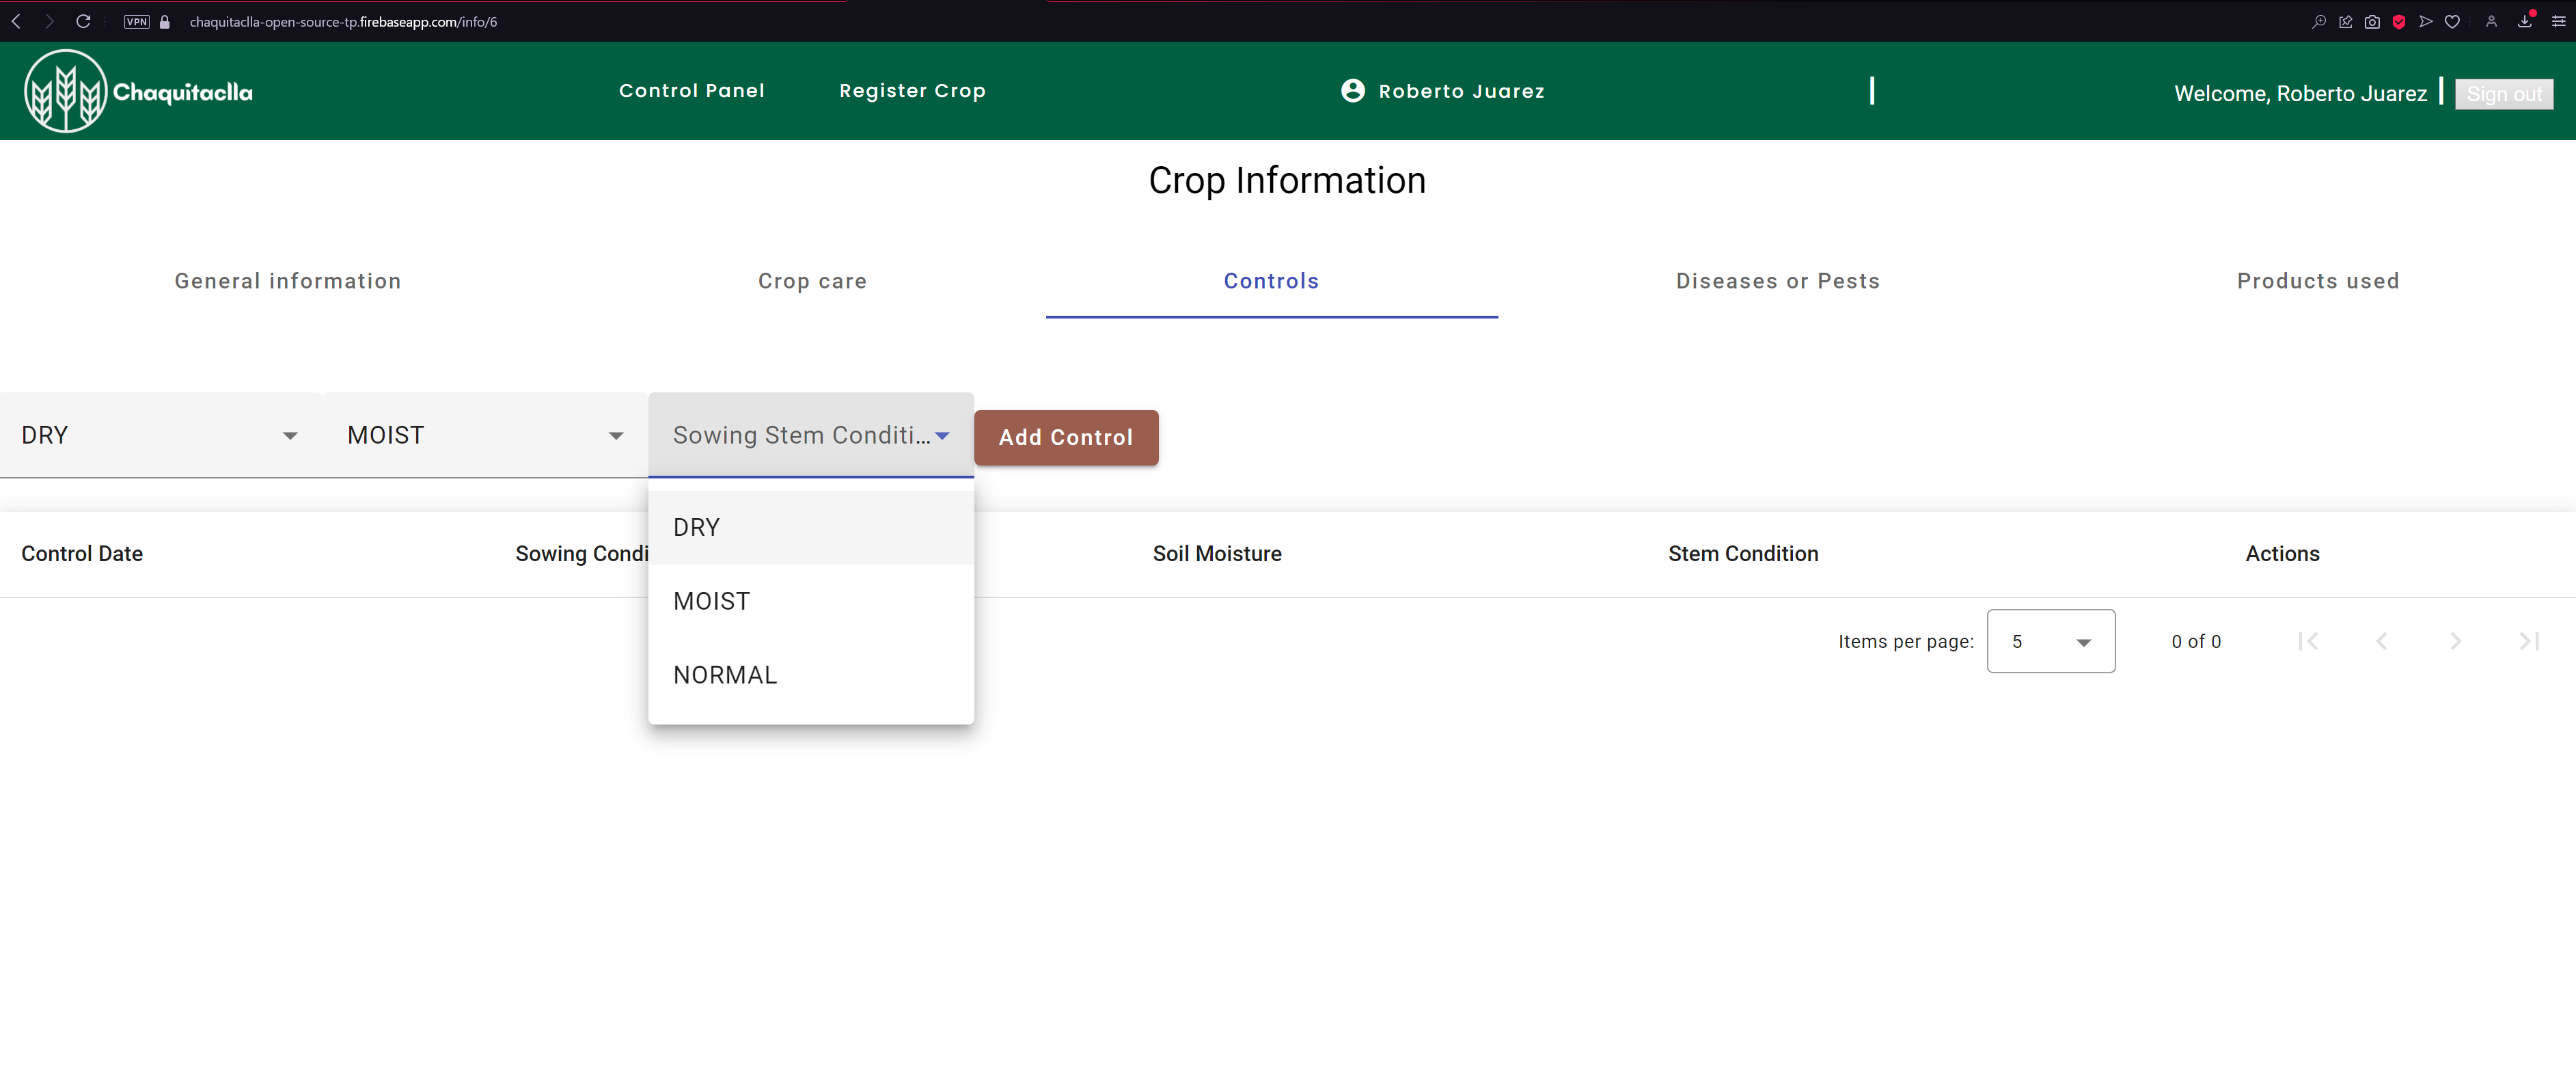 VPN chaquitaclla-open-source-tp.firebaseapp.com/info/6
Chaquitaclla
Control Panel
Register Crop
Roberto Juarez
Welcome, Roberto Juarez
Sign out
Crop Information
General information
Crop care
Controls
Diseases or Pests
Products used
DRY
MOIST
Sowing Stem Conditi...
Add Control
DRY
MOIST
NORMAL
Control Date
Sowing Condi
Soil Moisture
Stem Condition
Actions
Items per page:
5
0 of 0